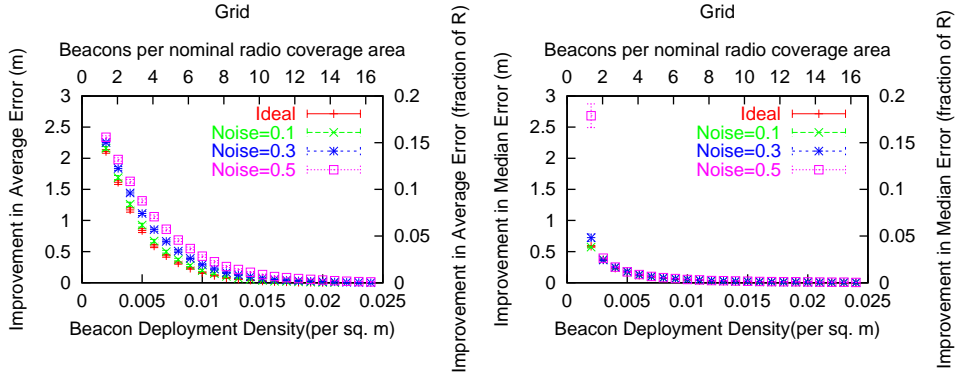 Grid
Beacons per nominal radio coverage area
0 2 4 6 8 10 12 14 16
Improvement in Average Error (m)
3
2.5
2
1.5
1
0.5
0
Ideal
Noise=0.1
Noise=0.3
Noise=0.5
0.2
0.15
0.1
0.05
0
Improvement in Average Error (fraction of R)
0 0.005 0.01 0.015 0.02 0.025
Beacon Deployment Density(per sq. m)
Grid
Beacons per nominal radio coverage area
0 2 4 6 8 10 12 14 16
Improvement in Median Error (m)
3
2.5
2
1.5
1
0.5
0
Ideal
Noise=0.1
Noise=0.3
Noise=0.5
0.2
0.15
0.1
0.05
0
Improvement in Median Error (fraction of R)
0 0.005 0.01 0.015 0.02 0.025
Beacon Deployment Density(per sq. m)